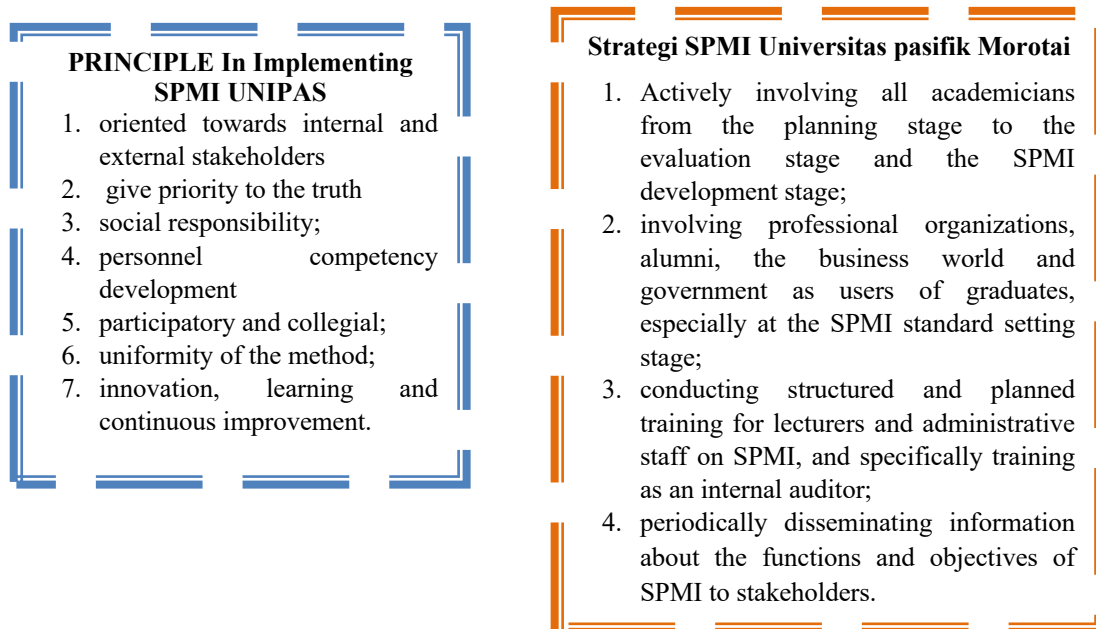 PRINCIPLE In Implementing
SPMI UNIPAS
1. oriented towards internal and
external stakeholders
2. give priority to the truth
3. social responsibility;
4. personnel competency
development
5. participatory and collegial;
6. uniformity of the method;
7. innovation, learning and
continuous improvement.
Strategi SPMI Universitas pasifik Morotai
1. Actively involving all academicians
from the planning stage to the
evaluation stage and the SPMI
development stage;
2. involving professional organizations,
alumni, the business world and
government as users of graduates,
especially at the SPMI standard setting
stage;
3. conducting structured and planned
training for lecturers and administrative
staff on SPMI, and specifically training
as an internal auditor;
4. periodically disseminating information
about the functions and objectives of
SPMI to stakeholders.